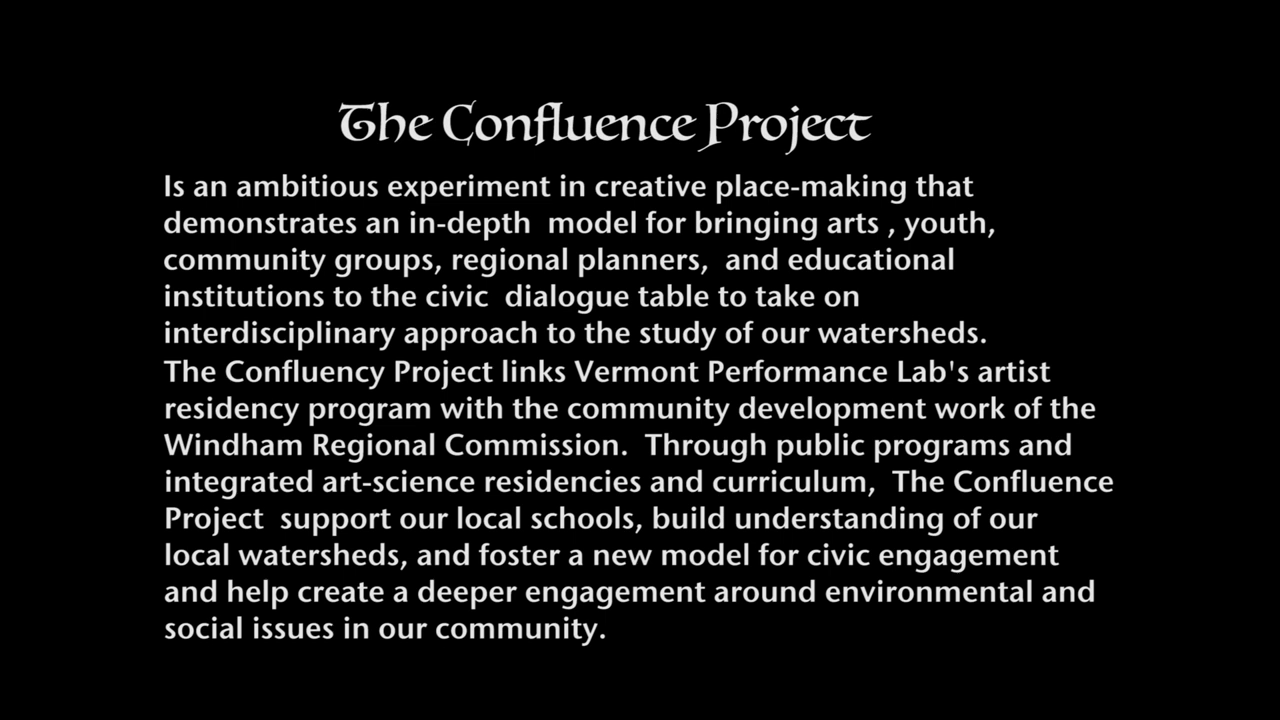 The Confluence Project
Is an ambitious experiment in creative place-making that
demonstrates an in-depth  model for bringing arts , youth,
community groups, regional planners,  and educational
institutions to the civic  dialogue table to take on
interdisciplinary approach to the study of our watersheds.
The Confluency Project links Vermont Performance Lab's artist
residency program with the community development work of the
Windham Regional Commission.  Through public programs and
integrated art-science residencies and curriculum,  The Confluence
Project  support our local schools, build understanding of our
local watersheds, and foster a new model for civic engagement
and help create a deeper engagement around environmental and
social issues in our community.